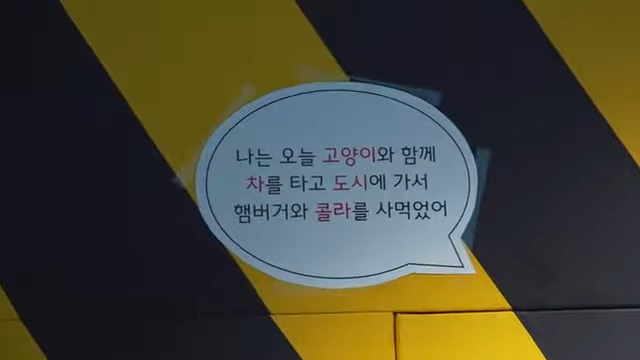 나는 오늘 고양이와 함께
차를 타고 도시에 가서
햄버거와 콜라를 사먹었어